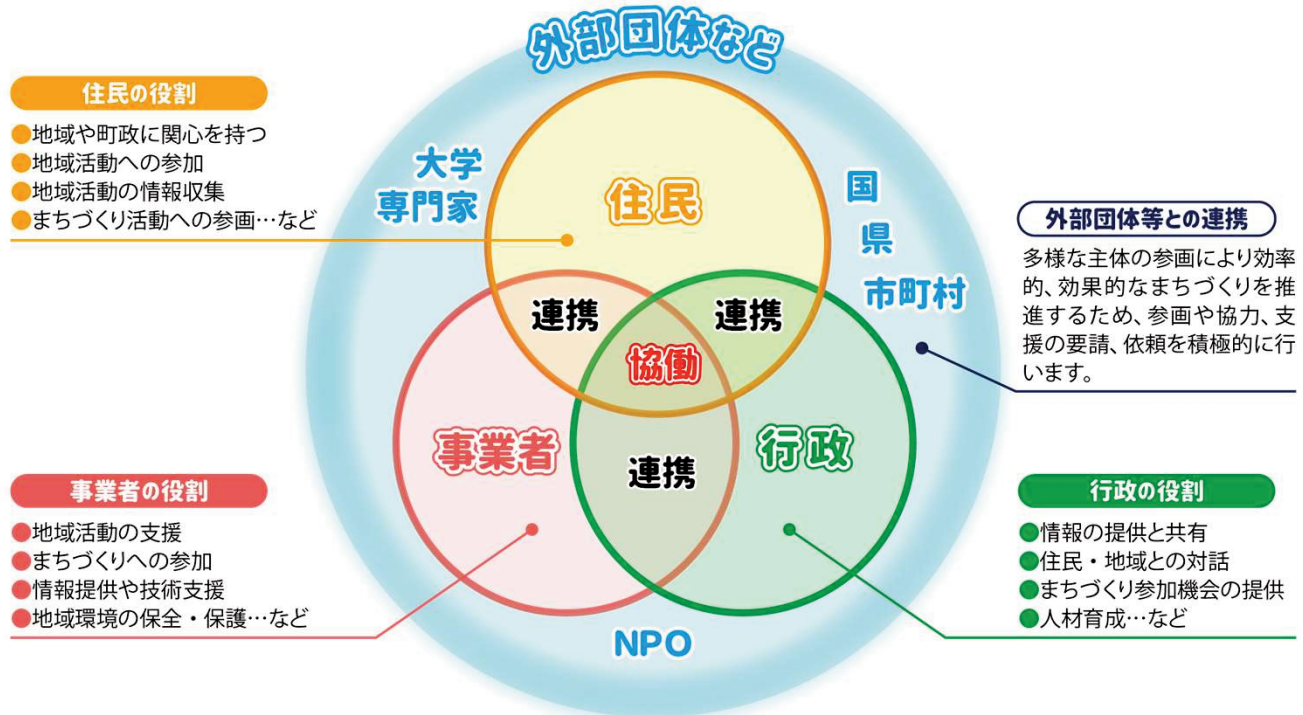 外部団体など
住民の役割
●地域や町政に関心を持つ
●地域活動への参加
●地域活動の情報収集
●まちづくり活動への参画…など
大学
専門家
住民
国
県
市町村
外部団体等との連携
多様な主体の参画により効率
的、効果的なまちづくりを推
進するため、参画や協力、支
援の要請、依頼を積極的に行
います。
連携
連携
協働
事業者
行政
連携
事業者の役割
●地域活動の支援
●まちづくりへの参加
●情報提供や技術支援
●地域環境の保全・保護…など
行政の役割
●情報の提供と共有
●住民・地域との対話
●まちづくり参加機会の提供
●人材育成…など
NPO